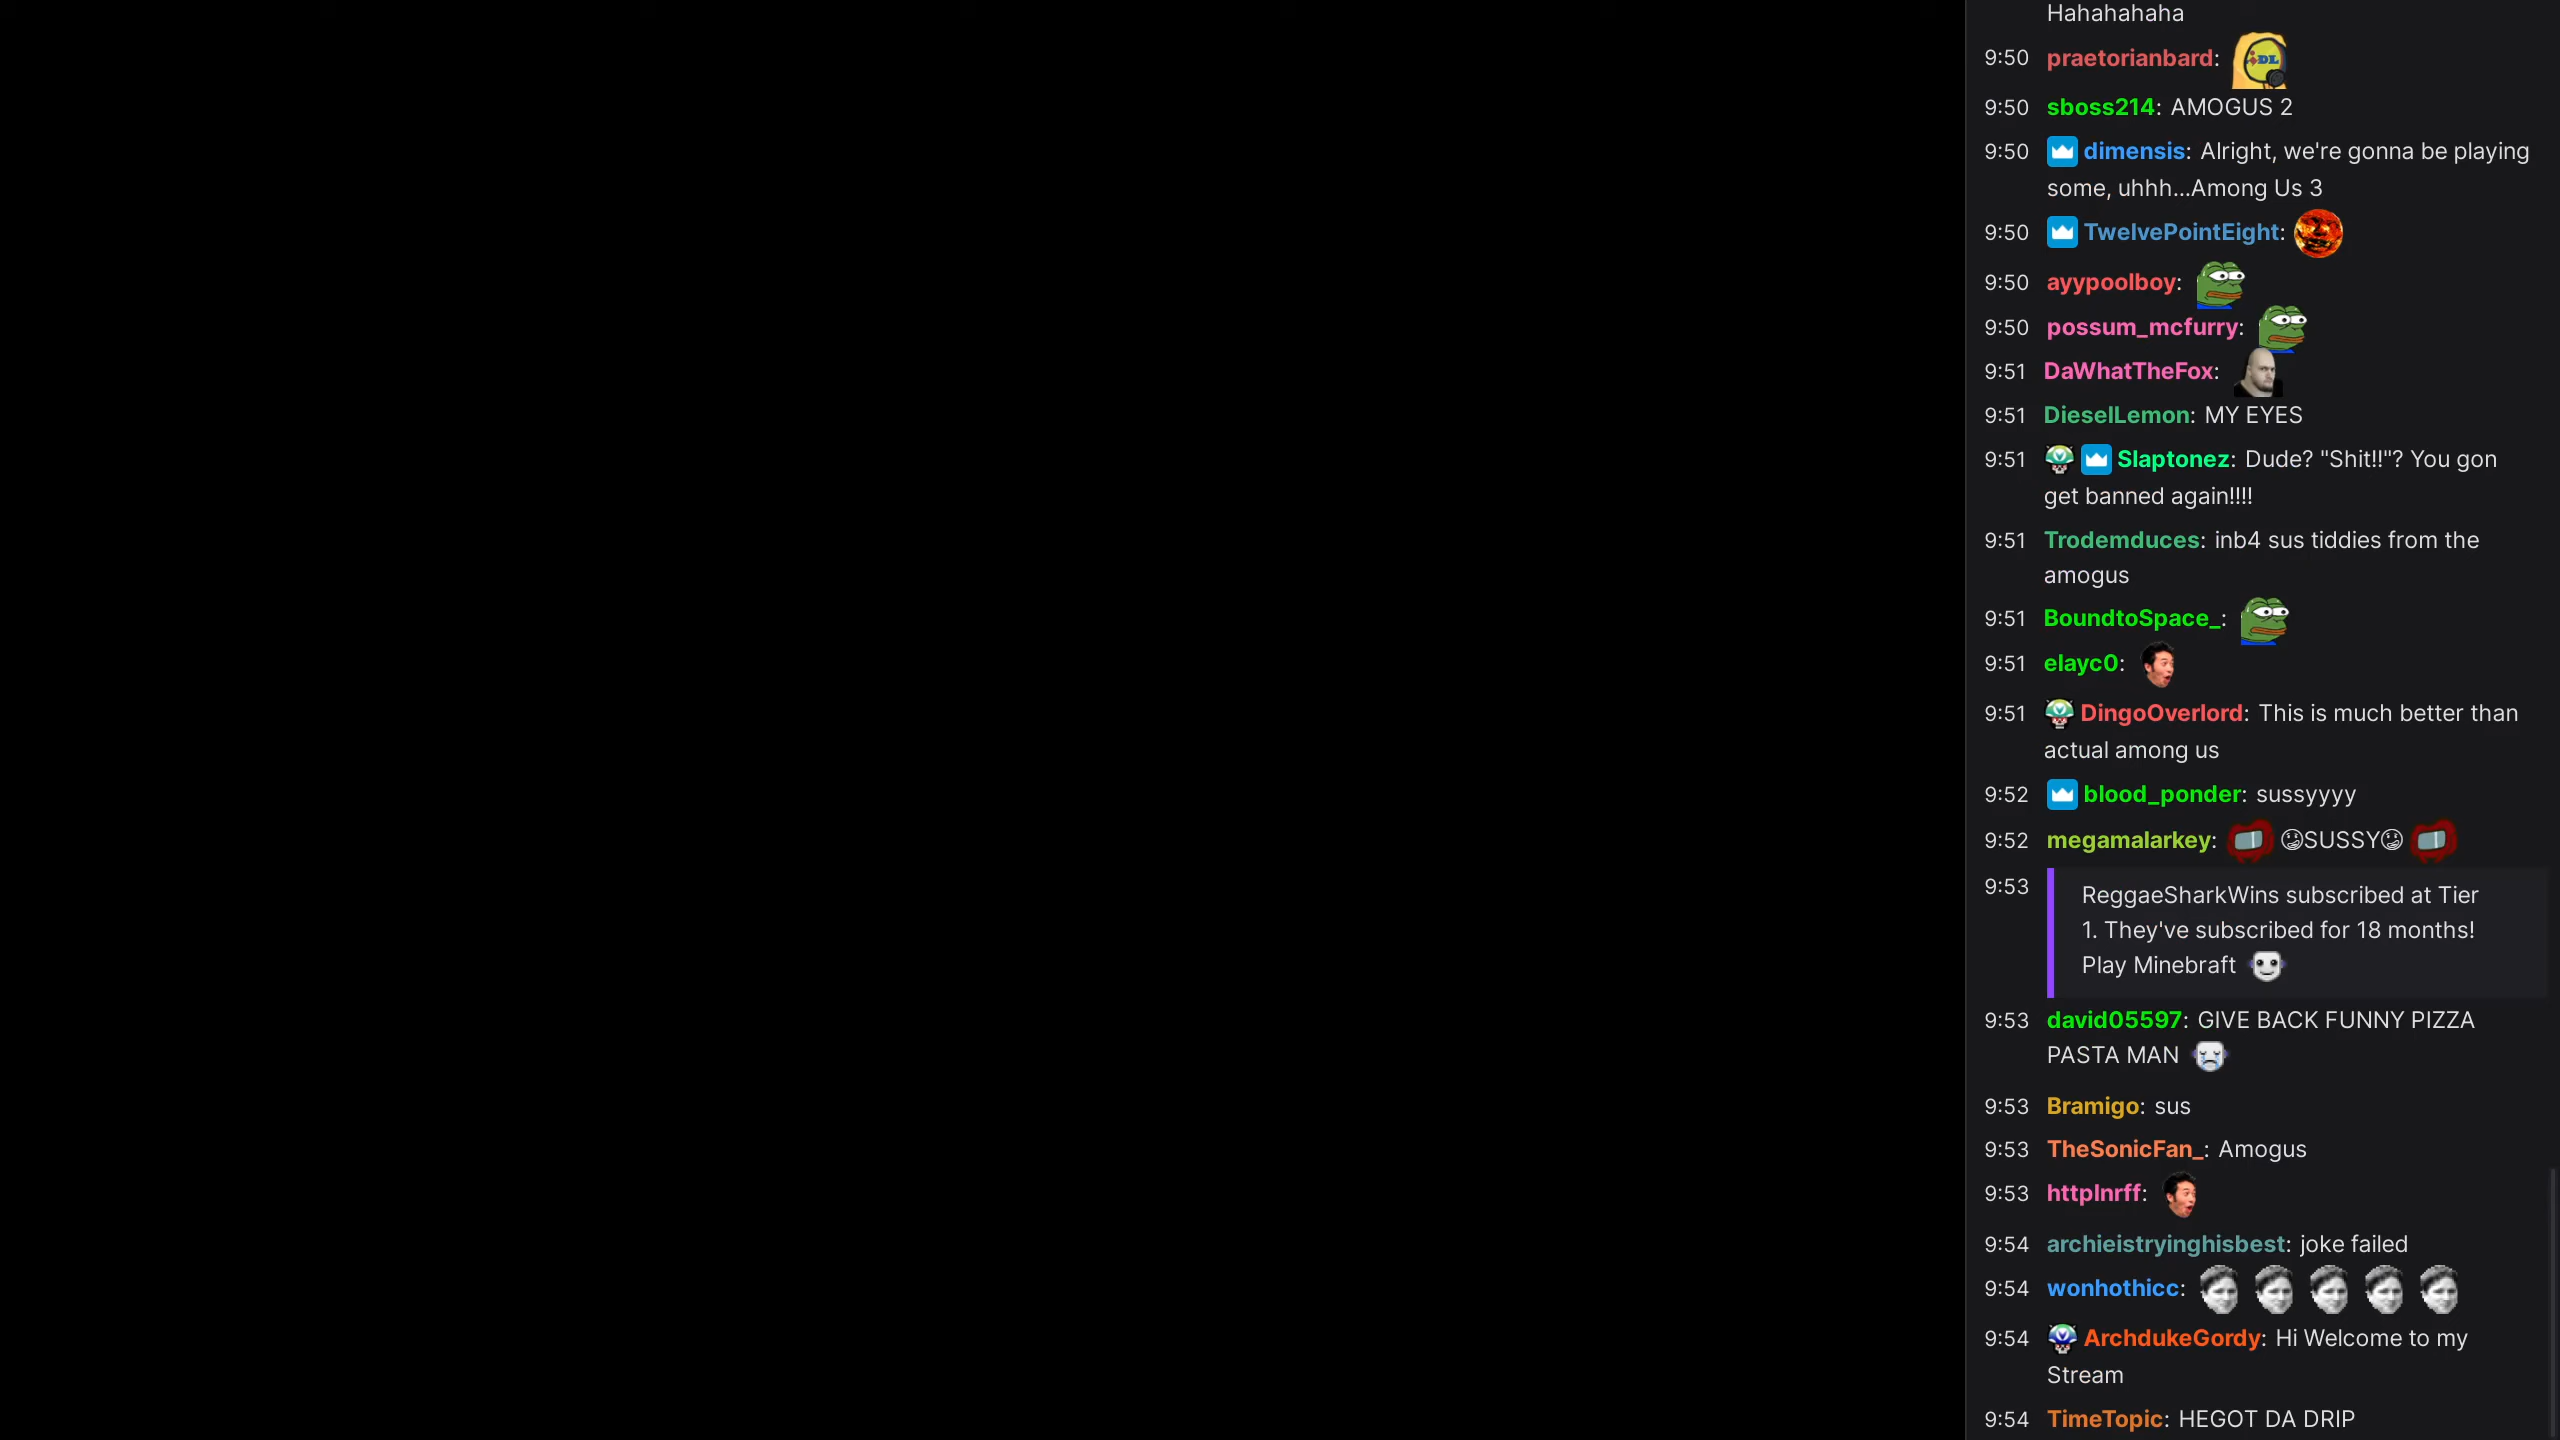 Hahahahaha
9:50 praetorianbard:
DL
9:50 sboss214: AMOGUS 2
9:50 dimensis: Alright, we're gonna be playing
some, uhhh...Among Us 3
9:50 TwelvePointEight:
9:50 ayypoolboy:
9:50 possum_mcfurry:
9:51 DaWhatTheFox:
9:51 DieselLemon: MY EYES
9:51 Slaptonez: Dude? "Shit!!"? You gon
get banned again!!!!
9:51 Trodemduces: inb4 sus tiddies from the
amogus
9:51 BoundtoSpace_:
9:51 elayc0:
9:51 DingoOverlord: This is much better than
actual among us
9:52 blood_ponder: sussyyyy
9:52 megamalarkey: 😳SUSSY😳
9:53 ReggaeSharkWins subscribed at Tier
1. They've subscribed for 18 months!
Play Minebraft
9:53 david05597: GIVE BACK FUNNY PIZZA
PASTA MAN
9:53 Bramigo: sus
9:53 TheSonicFan_: Amogus
9:53 httplnrff:
9:54 archieistryinghisbest: joke failed
9:54 wonhothicc:
9:54 ArchdukeGordy: Hi Welcome to my
Stream
9:54 TimeTopic: HEGOT DA DRIP